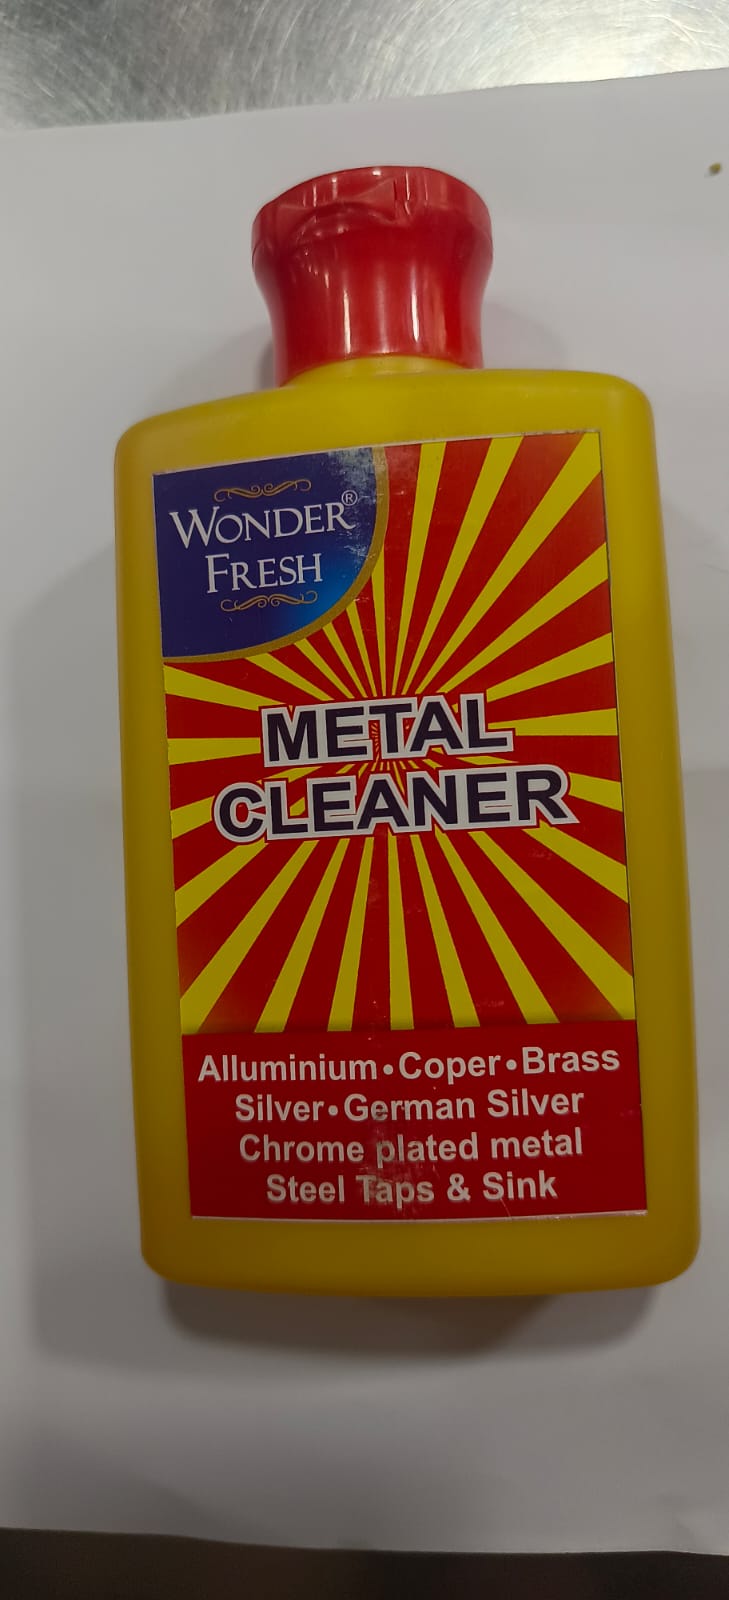 WONDER®
FRESH
METAL
CLEANER
Alluminium•Coper•Brass
Silver•German Silver
Chrome plated metal
Steel Taps & Sink